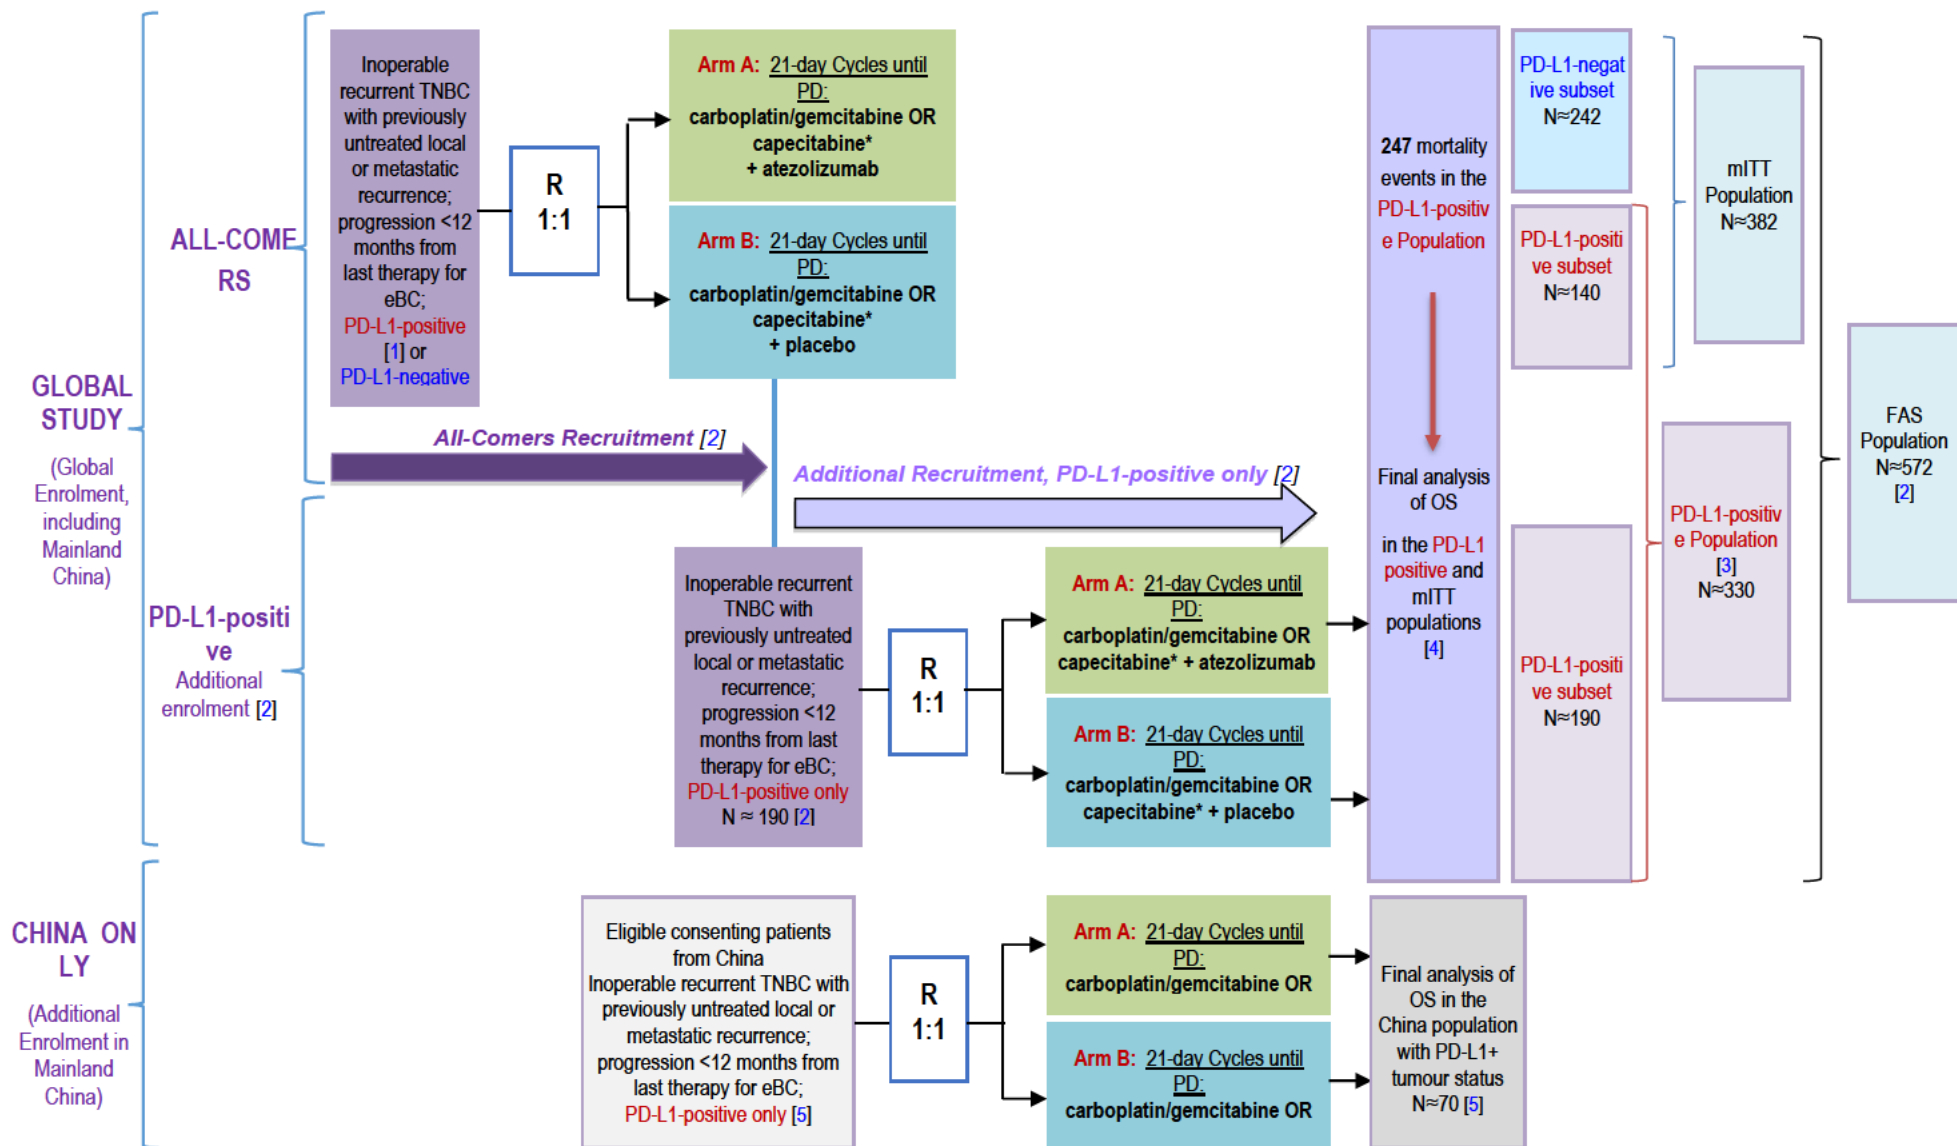 GLOBAL
STUDY
(Global
Enrolment,
including
Mainland
China)
ALL-COME
RS
PD-L1-positi
ve
Additional
enrolment [2]
Inoperable
recurrent TNBC
with previously
untreated local
or metastatic
recurrence;
progression <12
months from
last therapy for
eBC;
PD-L1-positive
[1] or
PD-L1-negative
R
1:1
Arm A: 21-day Cycles until
PD:
carboplatin/gemcitabine OR
capecitabine*
+ atezolizumab
Arm B: 21-day Cycles until
PD:
carboplatin/gemcitabine OR
capecitabine*
+ placebo
All-Comers Recruitment [2]
Additional Recruitment, PD-L1-positive only [2]
Inoperable recurrent
TNBC with
previously untreated
local or metastatic
recurrence;
progression <12
months from last
therapy for eBC;
PD-L1-positive only
N ≈ 190 [2]
R
1:1
Arm A: 21-day Cycles until
PD:
carboplatin/gemcitabine OR
capecitabine* + atezolizumab
Arm B: 21-day Cycles until
PD:
carboplatin/gemcitabine OR
capecitabine* + placebo
247 mortality
events in the
PD-L1-positiv
e Population
Final analysis
of OS
in the PD-L1
positive and
mITT
populations
[4]
PD-L1-negat
ive subset
N≈242
PD-L1-positi
ve subset
N≈140
PD-L1-positi
ve subset
N≈190
mITT
Population
N≈382
PD-L1-positiv
e Population
[3]
N≈330
FAS
Population
N≈572
[2]
CHINA ON
LY
(Additional
Enrolment in
Mainland
China)
Eligible consenting patients
from China
Inoperable recurrent TNBC with
previously untreated local or
metastatic recurrence;
progression <12 months from
last therapy for eBC;
PD-L1-positive only [5]
R
1:1
Arm A: 21-day Cycles until
PD:
carboplatin/gemcitabine OR
Arm B: 21-day Cycles until
PD:
carboplatin/gemcitabine OR
Final analysis of
OS in the
China population
with PD-L1+
tumour status
N≈70 [5]